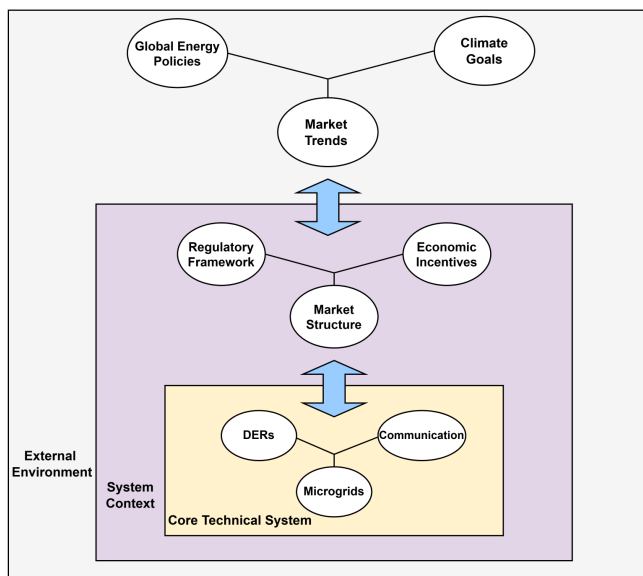 Global Energy
Policies
Climate
Goals
Market
Trends
Regulatory
Framework
Economic
Incentives
Market
Structure
DERs
Communication
Microgrids
External
Environment
System
Context
Core Technical System